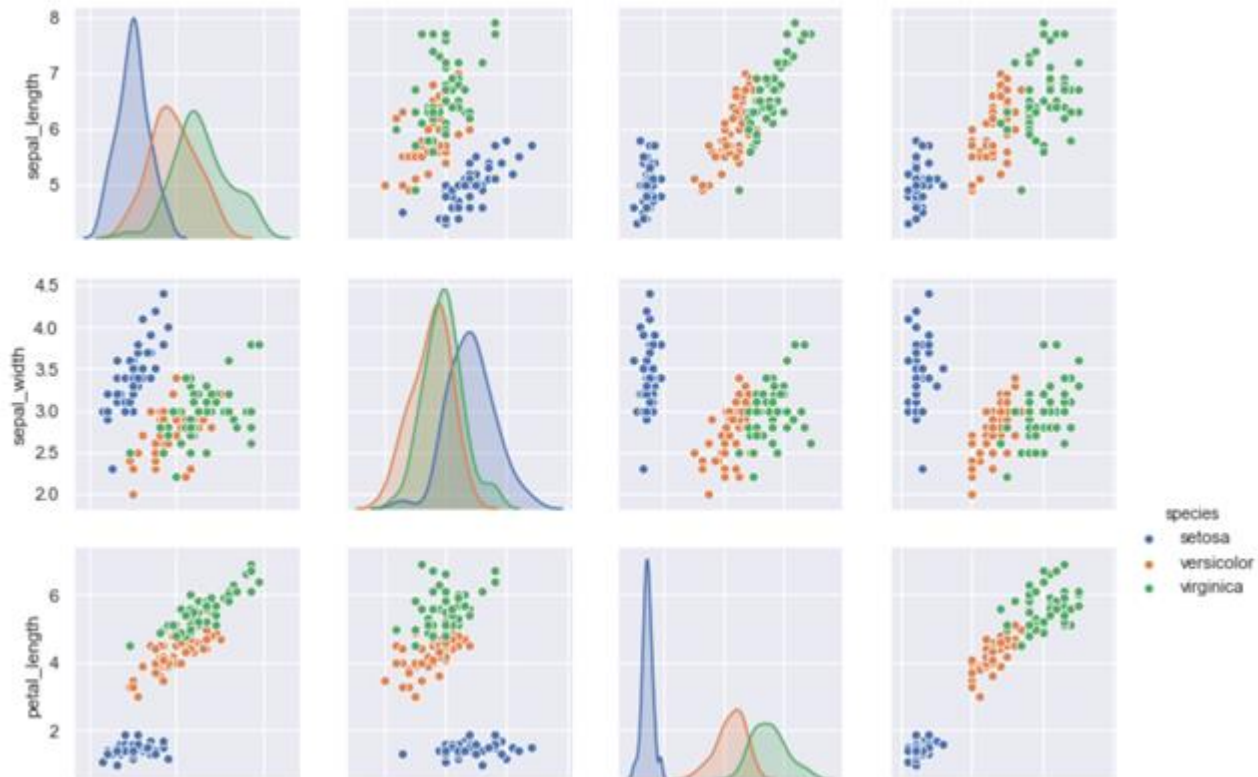 8
7
6
5
sepal_length
4.5
4.0
3.5
3.0
2.5
2.0
sepal_width
species
setosa
versicolor
virginica
6
4
2
petal_length